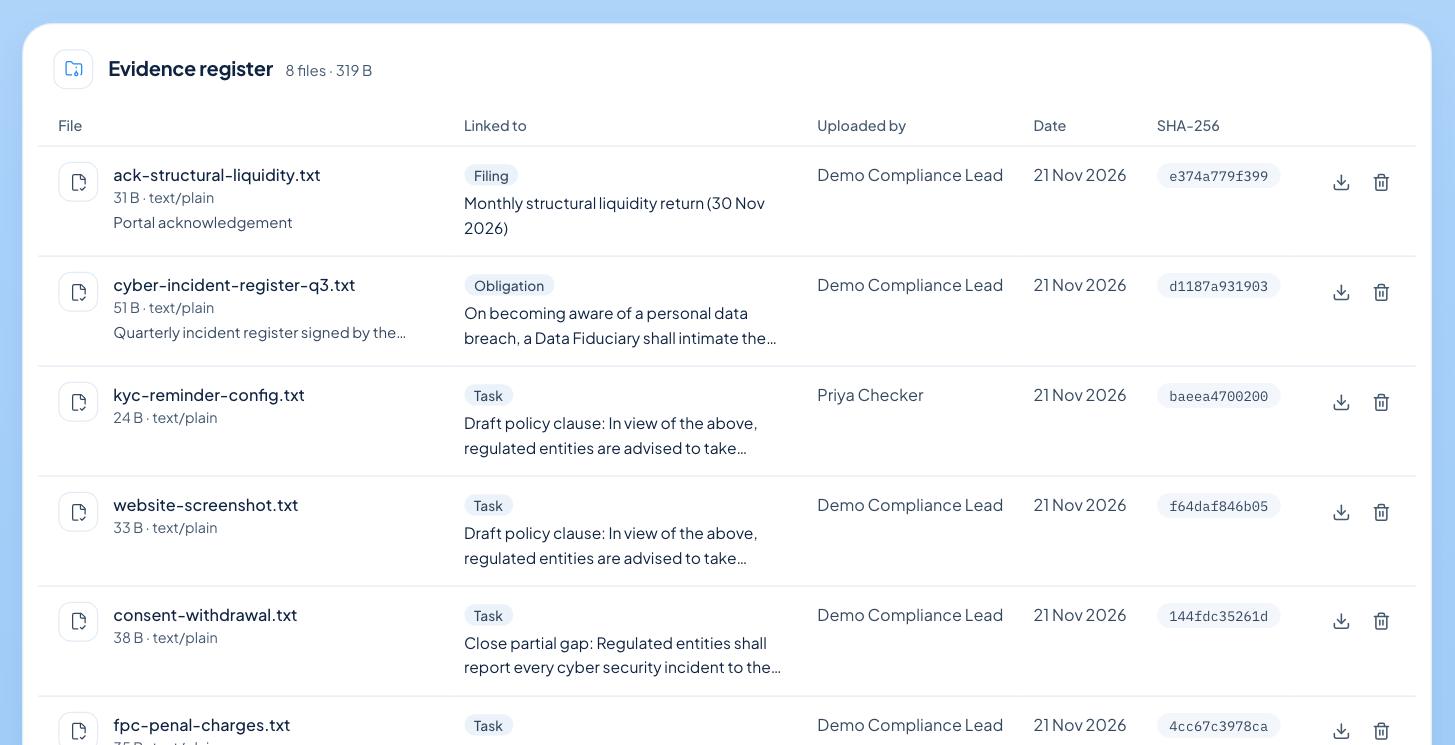 Evidence register 8 files · 319 B
File Linked to Uploaded by Date SHA-256
ack-structural-liquidity.txt Filing Demo Compliance Lead 21 Nov 2026 e374a779f399
31 B · text/plain
Portal acknowledgement
Monthly structural liquidity return (30 Nov
2026)
cyber-incident-register-q3.txt Obligation Demo Compliance Lead 21 Nov 2026 d1187a931903
51 B · text/plain
Quarterly incident register signed by the…
On becoming aware of a personal data
breach, a Data Fiduciary shall intimate the…
kyc-reminder-config.txt Task Priya Checker 21 Nov 2026 baeea4700200
24 B · text/plain
Draft policy clause: In view of the above,
regulated entities are advised to take…
website-screenshot.txt Task Demo Compliance Lead 21 Nov 2026 f64daf846b05
33 B · text/plain
Draft policy clause: In view of the above,
regulated entities are advised to take…
consent-withdrawal.txt Task Demo Compliance Lead 21 Nov 2026 144fdc35261d
38 B · text/plain
Close partial gap: Regulated entities shall
report every cyber security incident to the…
fpc-penal-charges.txt Task Demo Compliance Lead 21 Nov 2026 4cc67c3978ca